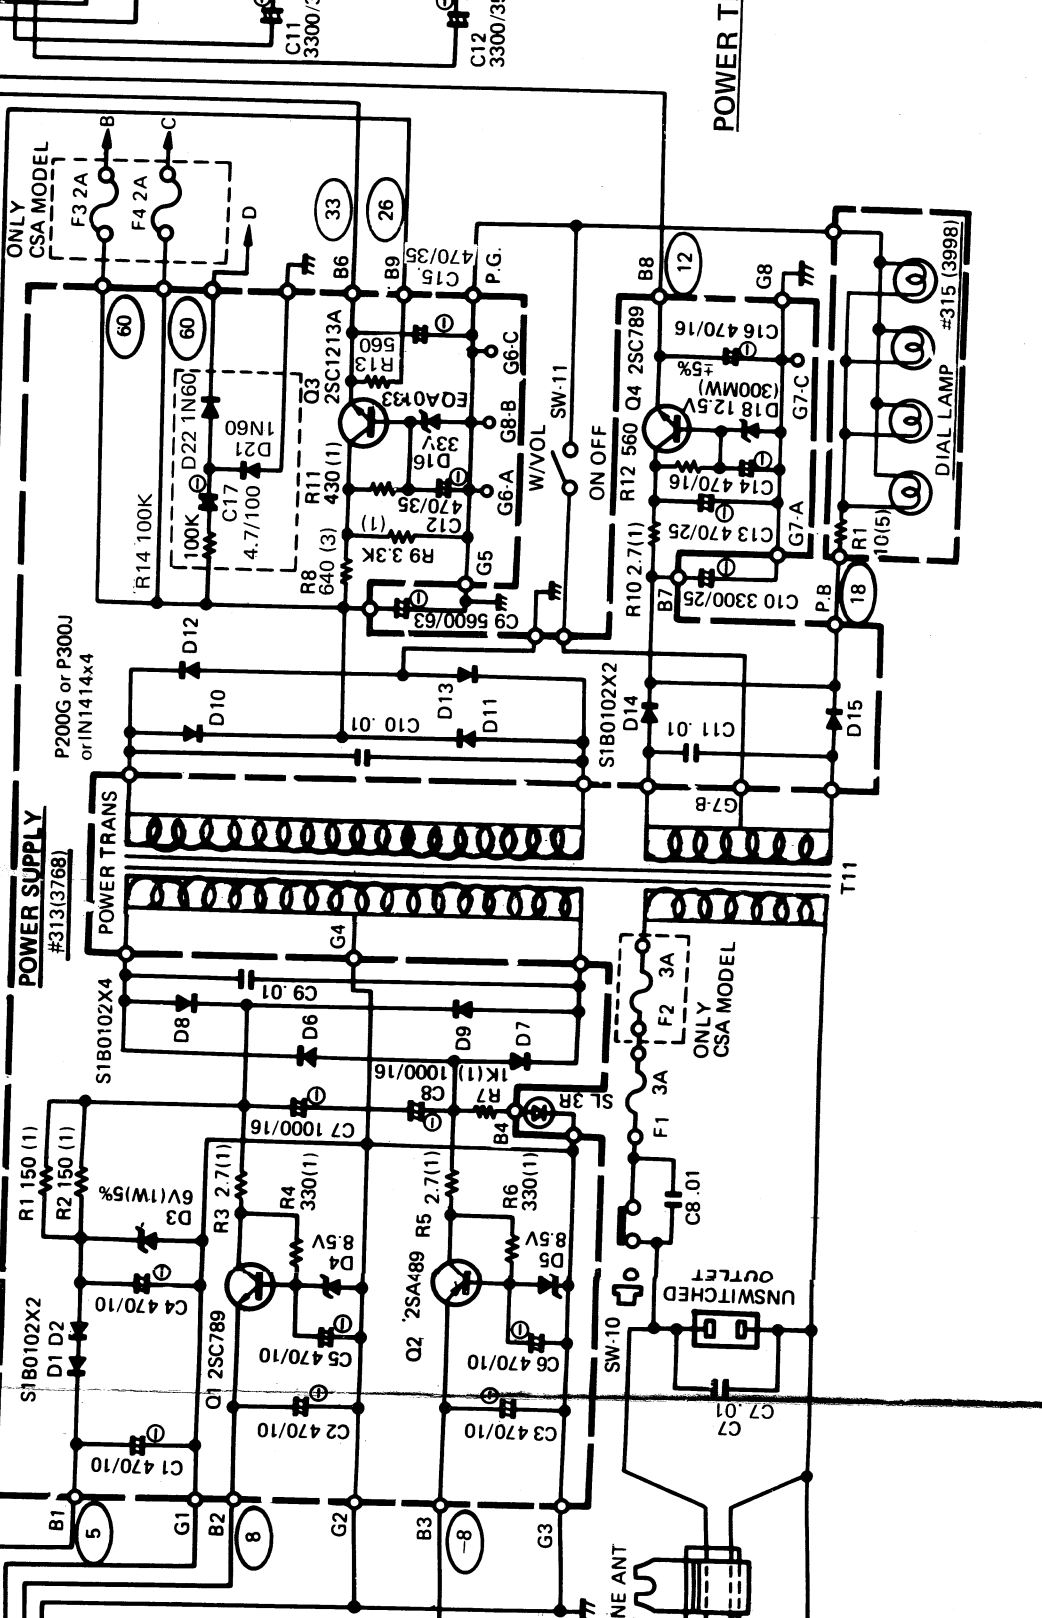 C11
3300/3
C12
3300/35
POWER T
ONLY
CSA MODEL
F3 2A
F4 2A
B
C
D
33
26
60
60
B6
B9
C15
470/35
P.G.
B8
12
G8
#315 (3998)
DIAL LAMP
Q3
2SC1213A
R13
560
EQA0133
33V
D16
G6-C
G8-B
G6-A
R11
430 (1)
C12
470/35
R9 3.3K
(1)
R8
640 (3)
G5
C9 5600/63
D22 1N60
D21
1N60
C17
4.7/100
100K
R14 100K
SW-11
W/VOL
ON OFF
Q4 2SC789
C16 470/16
±5%
(300MW)
D18 12.5V
G7-C
R12 560
C14 470/16
C13 470/25
G7-A
R10 2.7(1)
B7
C10 3300/25
R1
10(5)
P.B
18
P200G or P300J
or IN1414x4
D12
D10
D13
D11
C10 .01
S1B0102X2
D14
C11 .01
D15
G7-B
POWER SUPPLY
#313(3768)
POWER TRANS
T11
G4
S1B0102X4
C9 .01
D8
D6
D9
D7
ONLY
CSA MODEL
F2 3A
F1 3A
C8 .01
1000/16
C8
1K(1)
R7
SL 3R
B4
C7 1000/16
R1 150 (1)
R2 150 (1)
6V(1W)5%
D3
R3 2.7(1)
R4
330(1)
8.5V
D4
R5 2.7(1)
R6
330(1)
8.5V
D5
C4 470/10
S1B0102X2
D1 D2
Q1 2SC789
C5 470/10
C2 470/10
Q2 2SA489
C6 470/10
C3 470/10
SW-10
UNSWITCHED
OUTLET
C7 .01
C7
C1 470/10
B1
5
G1
B2
8
G2
B3
-8
G3
NE ANT